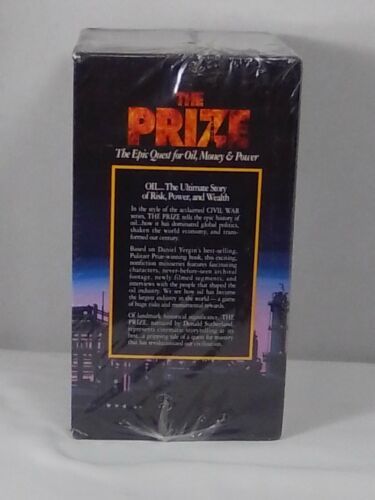 THE
PRIZE
The Epic Quest for Oil, Money & Power
OIL... The Ultimate Story
of Risk, Power, and Wealth
In the style of the acclaimed CIVIL WAR
series, THE PRIZE tells the epic history of
oil...how it has dominated global politics,
shaken the world economy, and trans-
formed our century.
Based on Daniel Yergin's best-selling,
Pulitzer Prize-winning book, this exciting,
nonfiction miniseries features fascinating
characters, never-before-seen archival
footage, newly filmed segments, and
interviews with the people that shaped the
oil industry. We see how oil has become
the largest industry in the world — a game
of huge risks and monumental rewards.
Of landmark historical significance, THE
PRIZE, narrated by Donald Sutherland,
represents cinematic storytelling at its
best, a gripping tale of a quest for mastery
that has revolutionized our civilization.